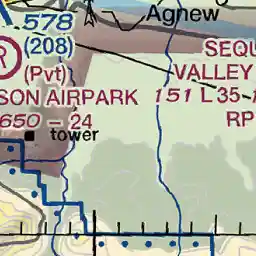 578
Agnew
(208)
SEQU
R
(Pvt)
VALLEY
SON AIRPARK
151 L 35-
650 - 24
RP
tower